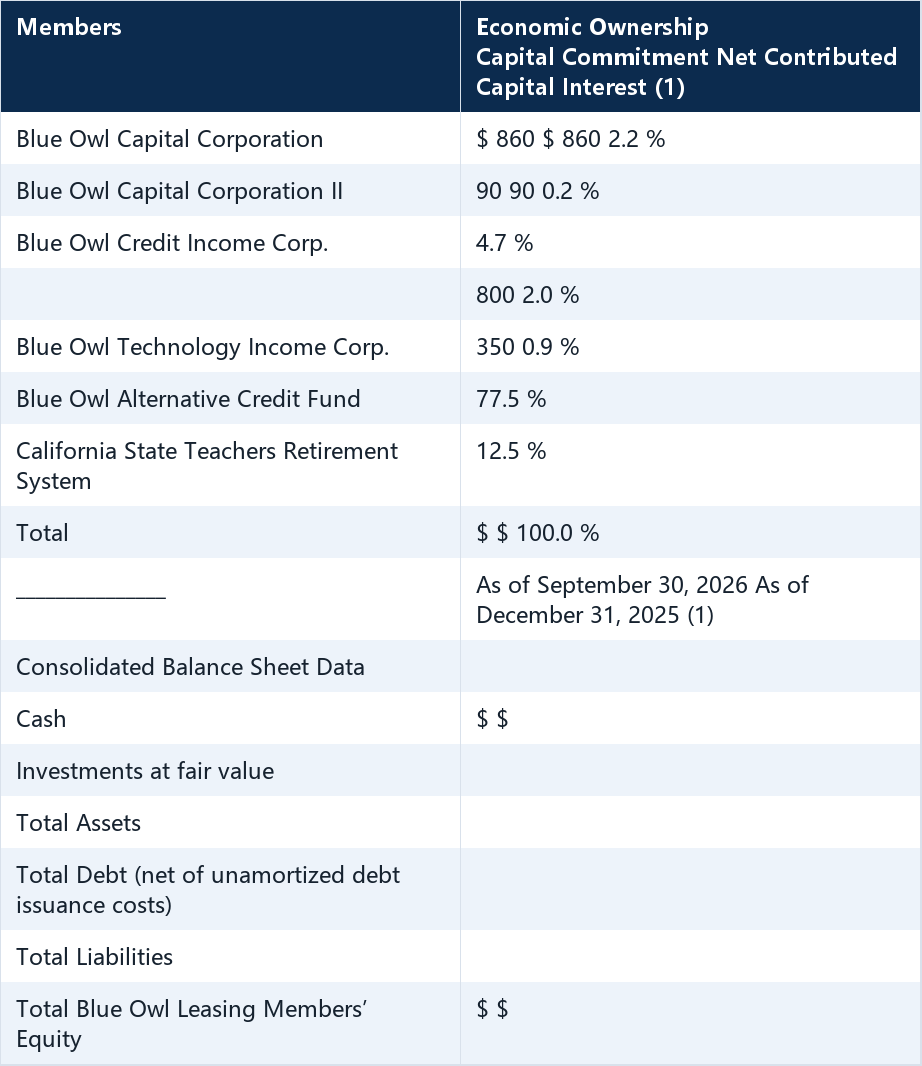 Members
Economic Ownership
Capital Commitment Net Contributed
Capital Interest (1)
Blue Owl Capital Corporation
$ 860 $ 860 2.2 %
Blue Owl Capital Corporation II
90 90 0.2 %
Blue Owl Credit Income Corp.
4.7 %
800 2.0 %
Blue Owl Technology Income Corp.
350 0.9 %
Blue Owl Alternative Credit Fund
77.5 %
California State Teachers Retirement
System
12.5 %
Total
$ $ 100.0 %
_______________
As of September 30, 2026 As of
December 31, 2025 (1)
Consolidated Balance Sheet Data
Cash
$ $
Investments at fair value
Total Assets
Total Debt (net of unamortized debt
issuance costs)
Total Liabilities
Total Blue Owl Leasing Members’
Equity
$ $